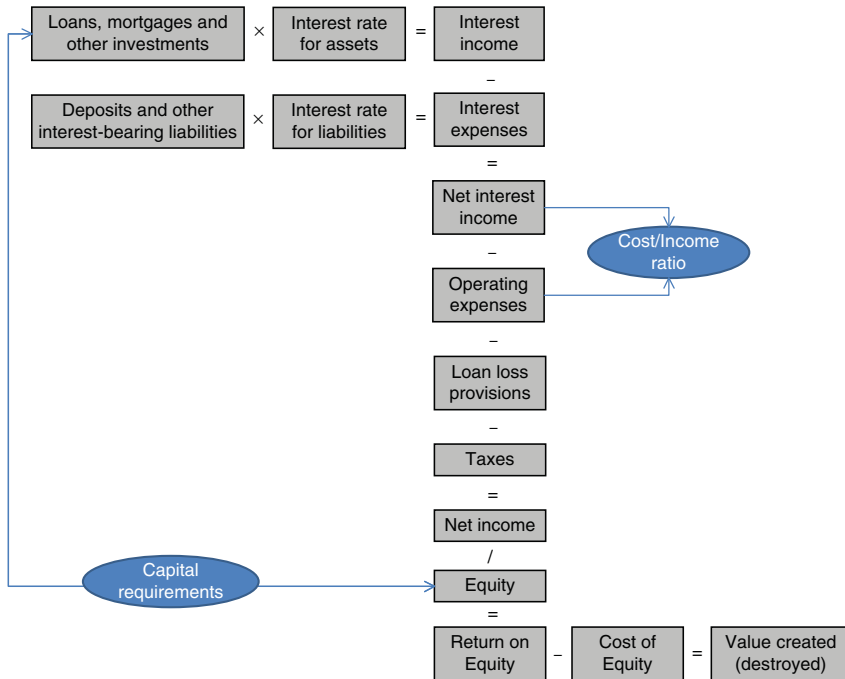 Loans, mortgages and
other investments
×
Interest rate
for assets
=
Interest
income
–
Deposits and other
interest-bearing liabilities
×
Interest rate
for liabilities
=
Interest
expenses
=
Net interest
income
Cost/Income
ratio
–
Operating
expenses
–
Loan loss
provisions
–
Taxes
=
Net income
/
Capital
requirements
Equity
=
Return on
Equity
–
Cost of
Equity
=
Value created
(destroyed)